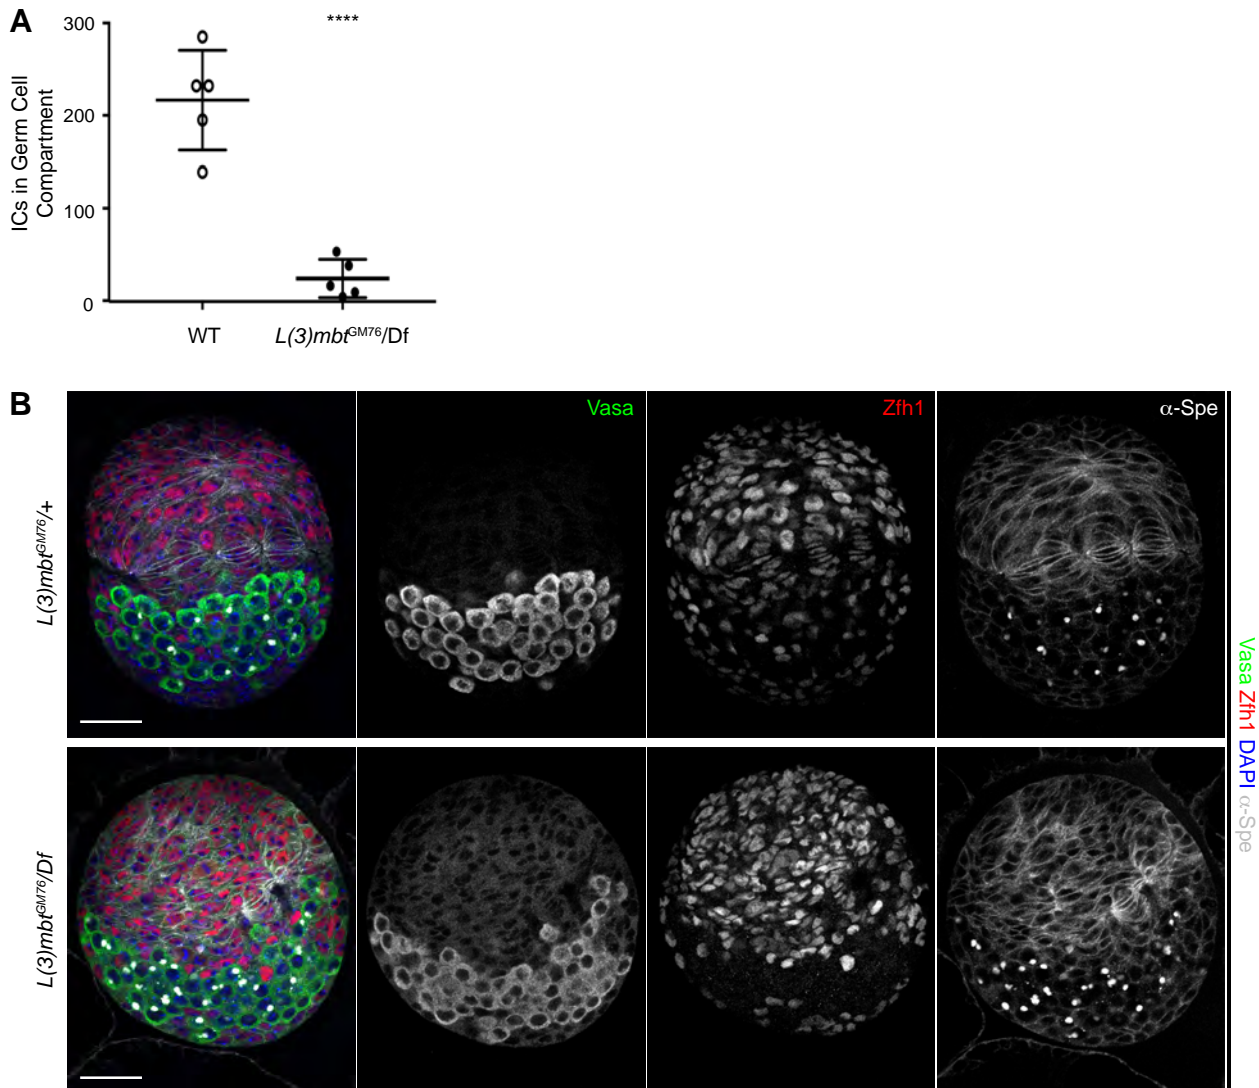 A
300
200
100
0
ICs in Germ Cell
Compartment
****
WT
L(3)mbtGM76/Df
B
L(3)mbtGM76/+
Vasa
Zfh1
α-Spe
L(3)mbtGM76/Df
Vasa Zfh1 DAPI α-Spe